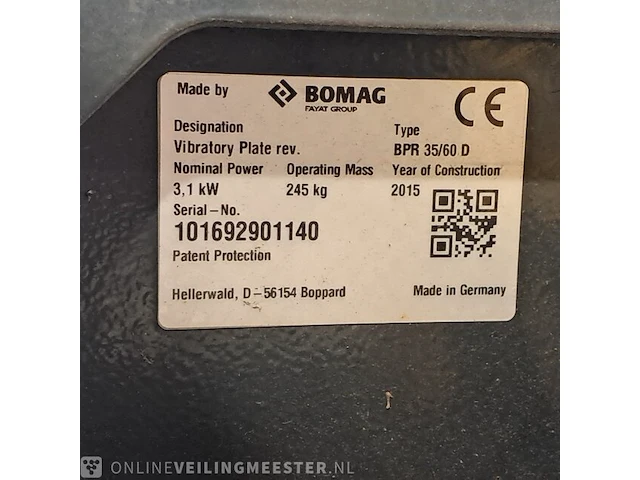 Made by BOMAG CE
FAYAT GROUP
Designation Type
Vibratory Plate rev. BPR 35/60 D
Nominal Power Operating Mass Year of Construction
3,1 kW 245 kg 2015
Serial-No.
101692901140
Patent Protection
Hellerwald, D-56154 Boppard Made in Germany
ONLINEVEILINGMEESTER.NL